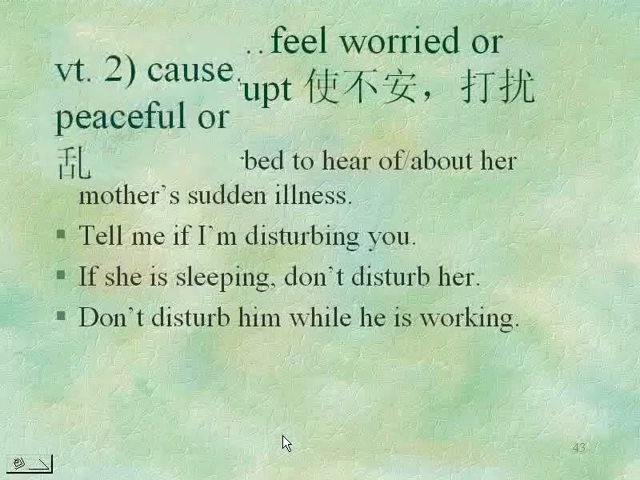 feel worried or
vt. 2) cause
upt 使不安，打扰
peaceful or
乱
bed to hear of/about her
mother's sudden illness.
Tell me if I'm disturbing you.
If she is sleeping, don't disturb her.
Don't disturb him while he is working.
43